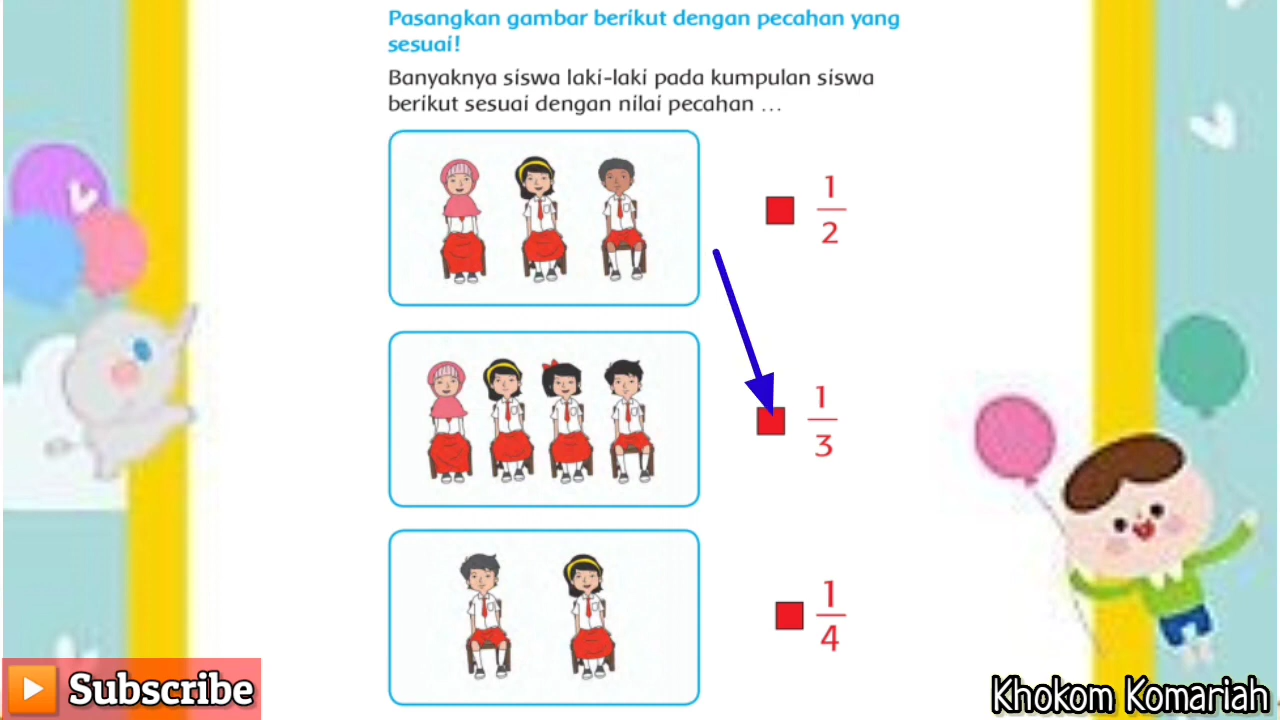 Pasangkan gambar berikut dengan pecahan yang
sesuai!
Banyaknya siswa laki-laki pada kumpulan siswa
berikut sesuai dengan nilai pecahan ...
1
2
1
3
1
4
Subscribe
Khokom Komariah